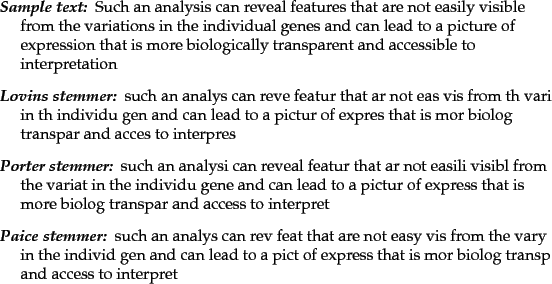 Sample text: Such an analysis can reveal features that are not easily visible
from the variations in the individual genes and can lead to a picture of
expression that is more biologically transparent and accessible to
interpretation
Lovins stemmer: such an analys can reve featur that ar not eas vis from th vari
in th individu gen and can lead to a pictur of expres that is mor biolog
transpar and acces to interpres
Porter stemmer: such an analysi can reveal featur that ar not easili visibl from
the variat in the individu gene and can lead to a pictur of express that is
more biolog transpar and access to interpret
Paice stemmer: such an analys can rev feat that are not easy vis from the vary
in the individ gen and can lead to a pict of express that is mor biolog transp
and access to interpret